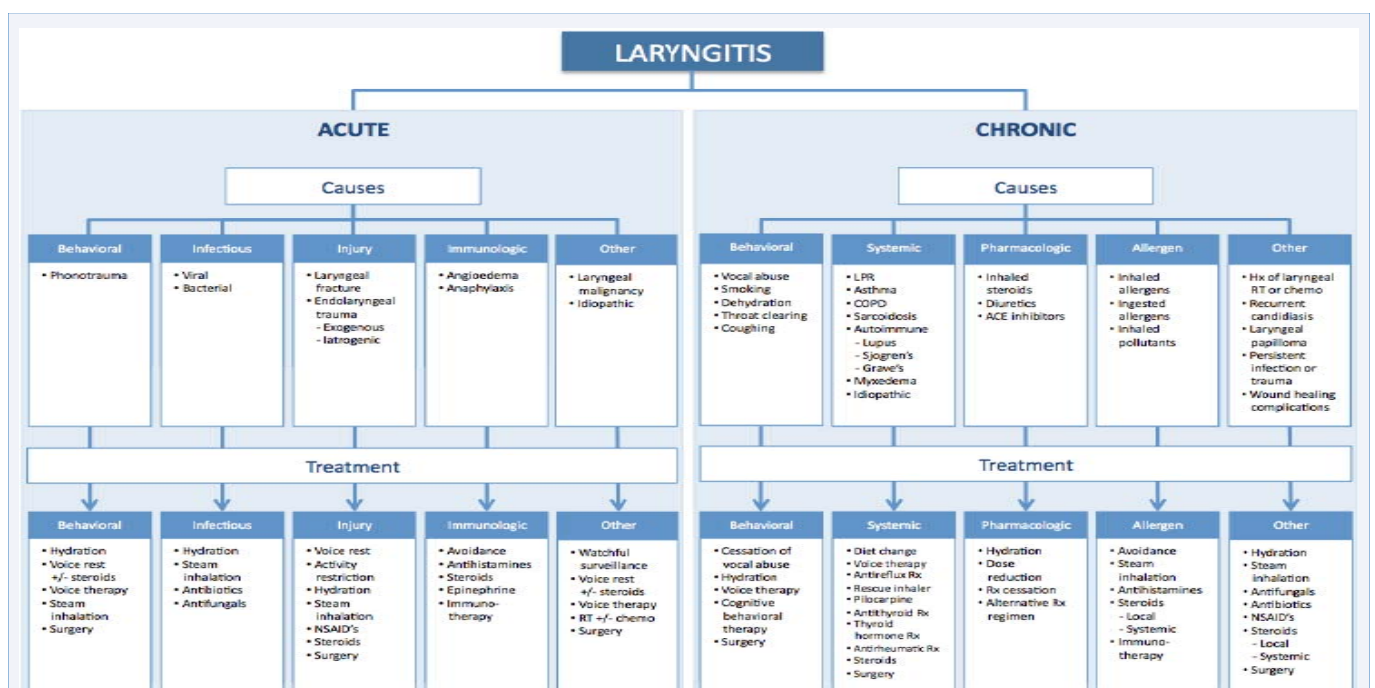 LARYNGITIS
ACUTE
Causes
Behavioral
• Phonotrauma
Infectious
• Viral
• Bacterial
Injury
• Laryngeal
fracture
• Endolaryngeal
trauma
- Exogenous
- Iatrogenic
Immunologic
• Angioedema
• Anaphylaxis
Other
• Laryngeal
malignancy
• Idiopathic
Treatment
Behavioral
• Hydration
• Voice rest
+/- steroids
• Voice therapy
• Steam
inhalation
• Surgery
Infectious
• Hydration
• Steam
inhalation
• Antibiotics
• Antifungals
Injury
• Voice rest
• Activity
restriction
• Hydration
• Steam
inhalation
• NSAID's
• Steroids
• Surgery
Immunologic
• Avoidance
• Antihistamines
• Steroids
• Epinephrine
• Immuno-
therapy
Other
• Watchful
surveillance
• Voice rest
+/- steroids
• Voice therapy
• RT +/- chemo
• Surgery
CHRONIC
Causes
Behavioral
• Vocal abuse
• Smoking
• Dehydration
• Throat clearing
• Coughing
Systemic
• LPR
• Asthma
• COPD
• Sarcoidosis
• Autoimmune
- Lupus
- Sjogren's
- Grave's
• Myxedema
• Idiopathic
Pharmacologic
• Inhaled
steroids
• Diuretics
• ACE inhibitors
Allergen
• Inhaled
allergens
• Ingested
allergens
• Inhaled
pollutants
Other
• Hx of laryngeal
RT or chemo
• Recurrent
candidiasis
• Laryngeal
papilloma
• Persistent
infection or
trauma
• Wound healing
complications
Treatment
Behavioral
• Cessation of
vocal abuse
• Hydration
• Voice therapy
• Cognitive
behavioral
therapy
• Surgery
Systemic
• Diet change
• Voice therapy
• Antireflux Rx
• Rescue inhaler
• Pilocarpine
• Antithyroid Rx
• Thyroid
hormone Rx
• Antirheumatic Rx
• Steroids
• Surgery
Pharmacologic
• Hydration
• Dose
reduction
• Rx cessation
• Alternative Rx
regimen
Allergen
• Avoidance
• Steam
inhalation
• Antihistamines
• Steroids
- Local
- Systemic
• Immuno-
therapy
Other
• Hydration
• Steam
inhalation
• Antifungals
• Antibiotics
• NSAID's
• Steroids
- Local
- Systemic
• Surgery